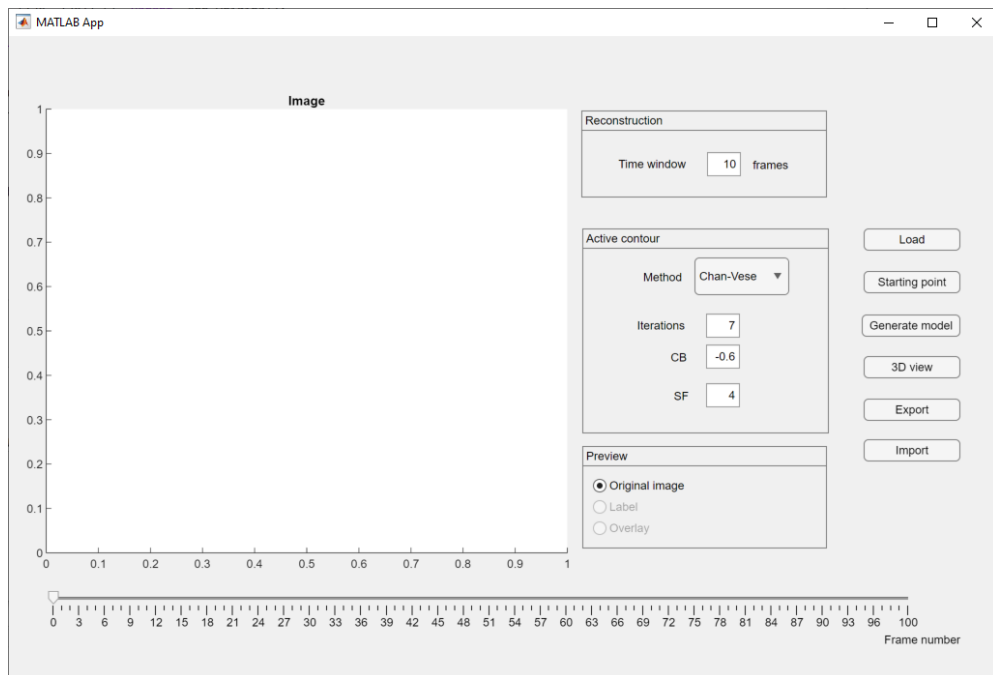 MATLAB App
Image
1
0.9
0.8
0.7
0.6
0.5
0.4
0.3
0.2
0.1
0
0 0.1 0.2 0.3 0.4 0.5 0.6 0.7 0.8 0.9 1
Reconstruction
Time window 10 frames
Active contour
Method Chan-Vese
Iterations 7
CB -0.6
SF 4
Preview
Original image
Label
Overlay
Load
Starting point
Generate model
3D view
Export
Import
0 3 6 9 12 15 18 21 24 27 30 33 36 39 42 45 48 51 54 57 60 63 66 69 72 75 78 81 84 87 90 93 96 100
Frame number